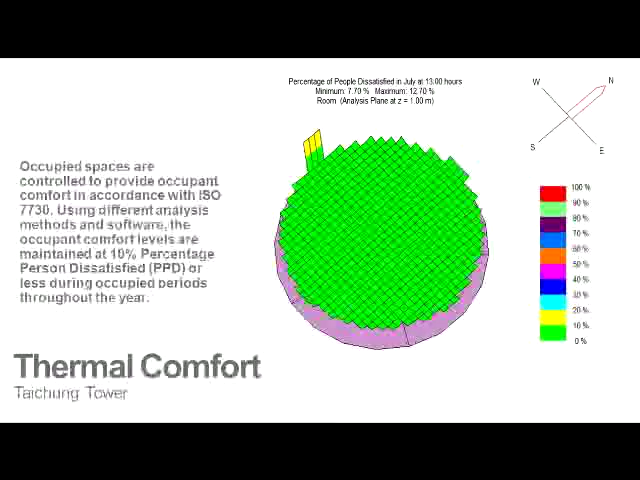 Percentage of People Dissatisfied in July at 13.00 hours
Minimum: 7.70 % Maximum: 12.70 %
Room (Analysis Plane at z = 1.00 m)
W
N
S
E
Occupied spaces are
controlled to provide occupant
comfort in accordance with ISO
7730. Using different analysis
methods and software, the
occupant comfort levels are
maintained at 10% Percentage
Person Dissatisfied (PPD) or
less during occupied periods
throughout the year.
100 %
90 %
80 %
70 %
60 %
50 %
40 %
30 %
20 %
10 %
0 %
Thermal Comfort
Taichung Tower